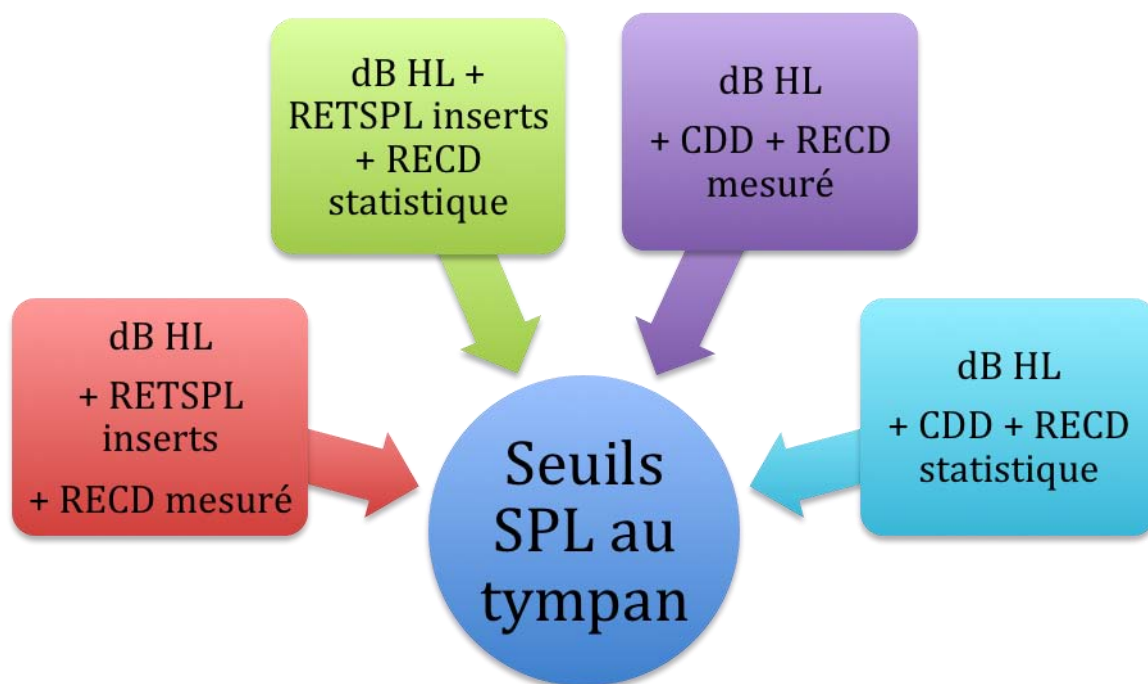 dB HL +
RETSPL inserts
+ RECD
statistique
dB HL
+ CDD + RECD
mesuré
dB HL
+ RETSPL
inserts
+ RECD mesuré
dB HL
+ CDD + RECD
statistique
Seuils
SPL au
tympan